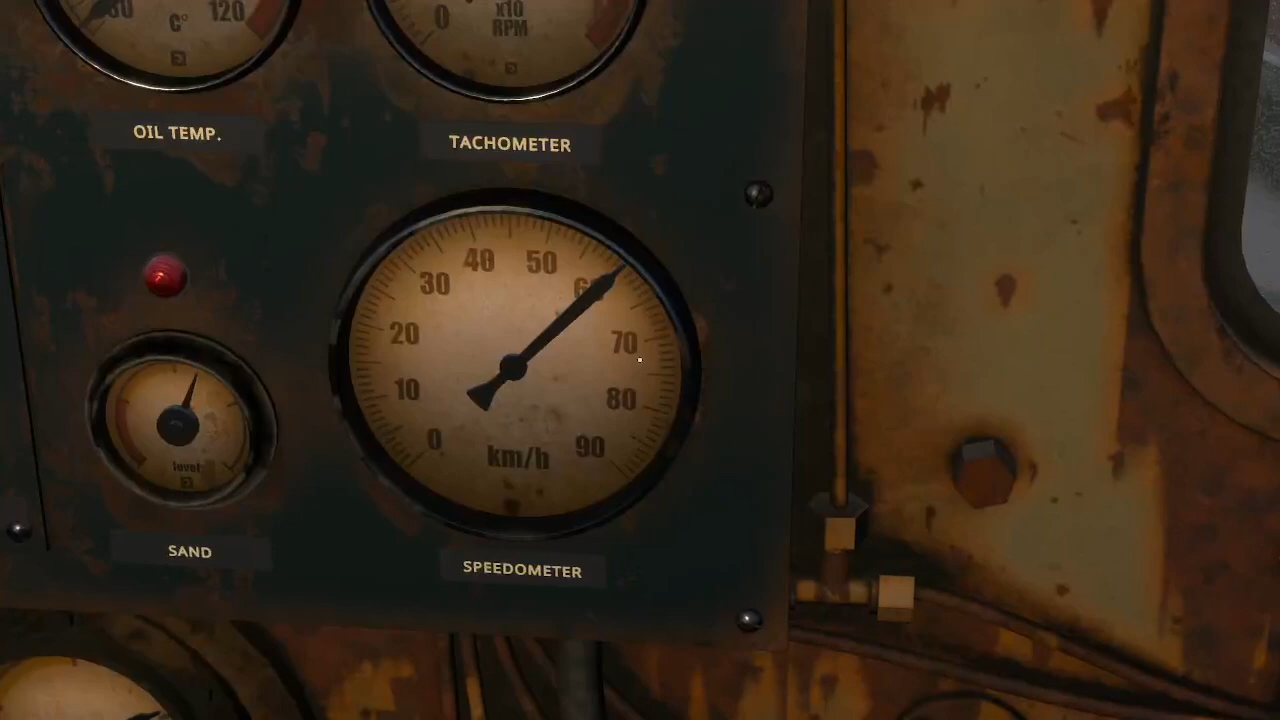 120
C°
0
x10
RPM
OIL TEMP.
TACHOMETER
0
10
20
30
40
50
70
80
90
km/h
level
SAND
SPEEDOMETER